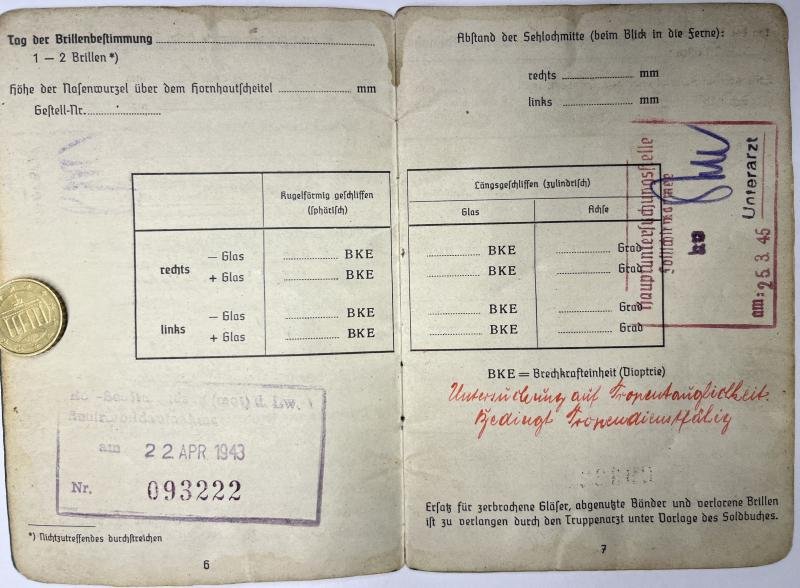 Tag der Brillenbestimmung
1 — 2 Brillen *)
Höhe der Nasenwurzel über dem Hornhautscheitel mm
Gestell-Nr.
Kugelförmig geschliffen
(sphärisch)
rechts
— Glas BKE
+ Glas BKE
links
— Glas BKE
+ Glas BKE
am 22 APR 1943
Nr. 093222
*) Nichtzutreffendes durchstreichen
6
Abstand der Sehlochmitte (beim Blick in die Ferne):
rechts mm
links mm
Längsgeschliffen (zylindrisch)
Glas Achse
BKE Grad
BKE Grad
BKE Grad
BKE Grad
Hauptuntersuchungsstelle
Unterarzt
am: 25.3.45
BKE = Brechkrafteinheit (Dioptrie)
Untersuchung auf Tropentauglichkeit.
Bedingt Tropendienstfähig
Ersatz für zerbrochene Gläser, abgenutzte Bänder und verlorene Brillen
ist zu verlangen durch den Truppenarzt unter Vorlage des Soldbuches.
7